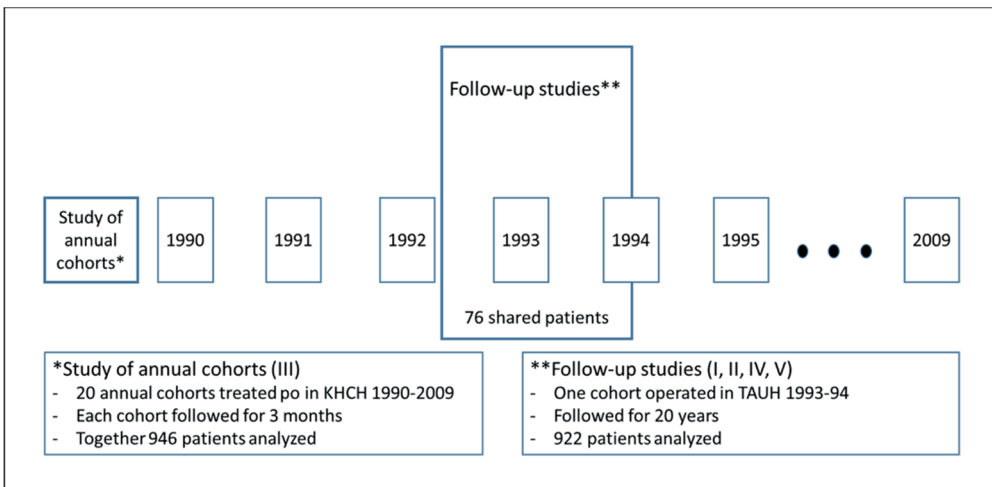 Follow-up studies**
Study of
annual
cohorts*
1990
1991
1992
1993
1994
1995
2009
76 shared patients
*Study of annual cohorts (III)
- 20 annual cohorts treated po in KHCH 1990-2009
- Each cohort followed for 3 months
- Together 946 patients analyzed
**Follow-up studies (I, II, IV, V)
- One cohort operated in TAUH 1993-94
- Followed for 20 years
- 922 patients analyzed